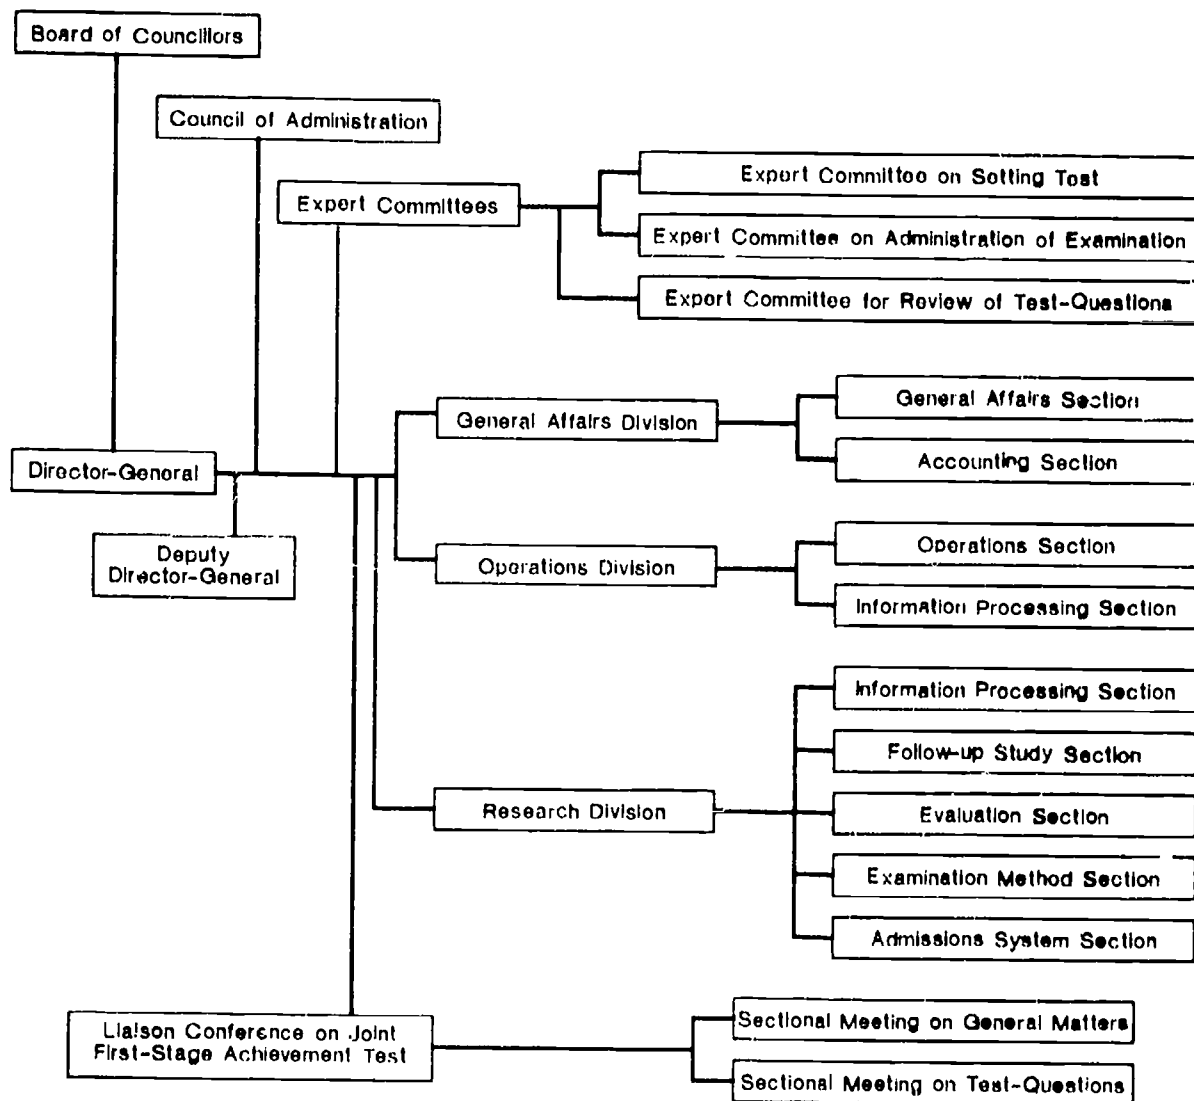 Board of Councillors
Council of Administration
Expert Committees
Expert Committee on Setting Test
Expert Committee on Administration of Examination
Expert Committee for Review of Test-Questions
General Affairs Division
General Affairs Section
Accounting Section
Director-General
Deputy
Director-General
Operations Division
Operations Section
Information Processing Section
Research Division
Information Processing Section
Follow-up Study Section
Evaluation Section
Examination Method Section
Admissions System Section
Liaison Conference on Joint
First-Stage Achievement Test
Sectional Meeting on General Matters
Sectional Meeting on Test-Questions